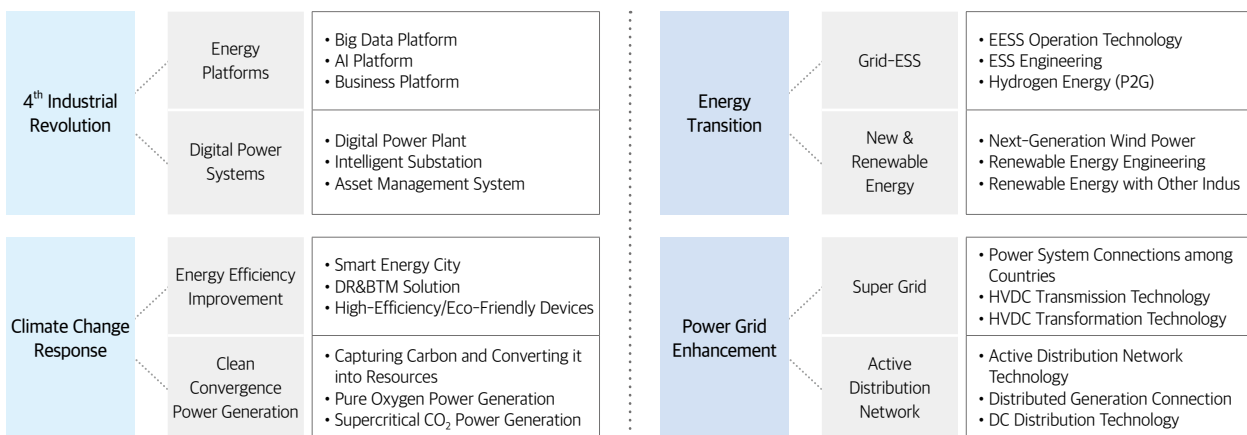 4th Industrial
Revolution
Energy
Platforms
• Big Data Platform
• AI Platform
• Business Platform
Digital Power
Systems
• Digital Power Plant
• Intelligent Substation
• Asset Management System
Climate Change
Response
Energy Efficiency
Improvement
• Smart Energy City
• DR&BTM Solution
• High-Efficiency/Eco-Friendly Devices
Clean
Convergence
Power Generation
• Capturing Carbon and Converting it
into Resources
• Pure Oxygen Power Generation
• Supercritical CO₂ Power Generation
Energy
Transition
Grid-ESS
• EESS Operation Technology
• ESS Engineering
• Hydrogen Energy (P2G)
New &
Renewable
Energy
• Next-Generation Wind Power
• Renewable Energy Engineering
• Renewable Energy with Other Indus
Power Grid
Enhancement
Super Grid
• Power System Connections among
Countries
• HVDC Transmission Technology
• HVDC Transformation Technology
Active
Distribution
Network
• Active Distribution Network
Technology
• Distributed Generation Connection
• DC Distribution Technology